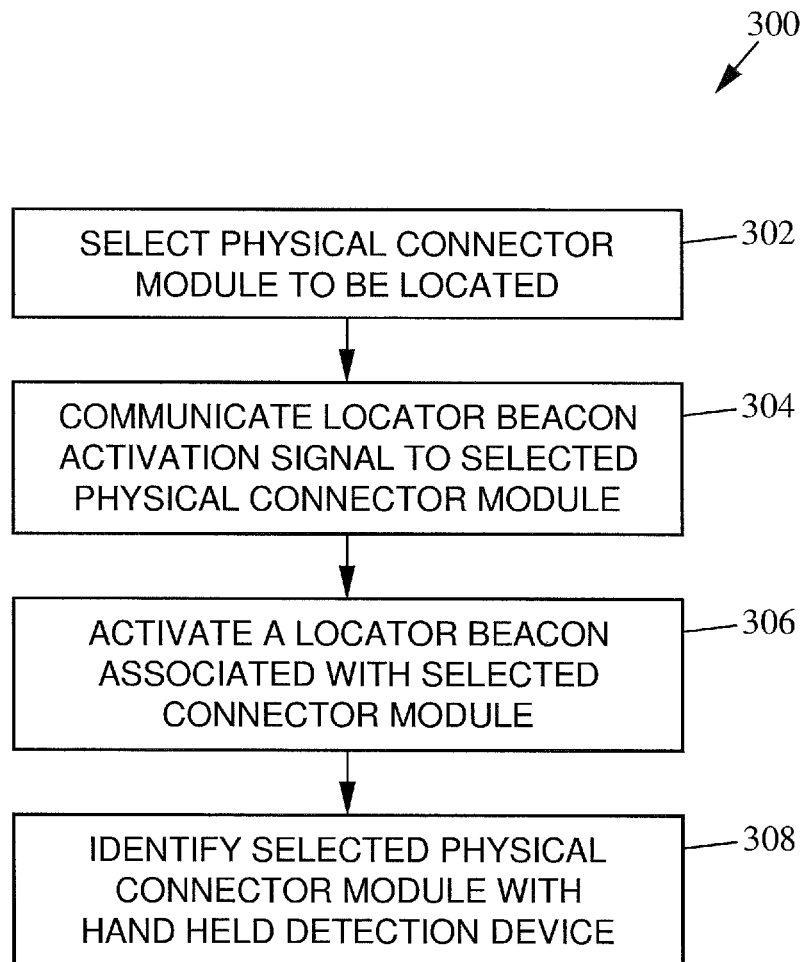 300
SELECT PHYSICAL CONNECTOR
MODULE TO BE LOCATED
302
COMMUNICATE LOCATOR BEACON
ACTIVATION SIGNAL TO SELECTED
PHYSICAL CONNECTOR MODULE
304
ACTIVATE A LOCATOR BEACON
ASSOCIATED WITH SELECTED
CONNECTOR MODULE
306
IDENTIFY SELECTED PHYSICAL
CONNECTOR MODULE WITH
HAND HELD DETECTION DEVICE
308